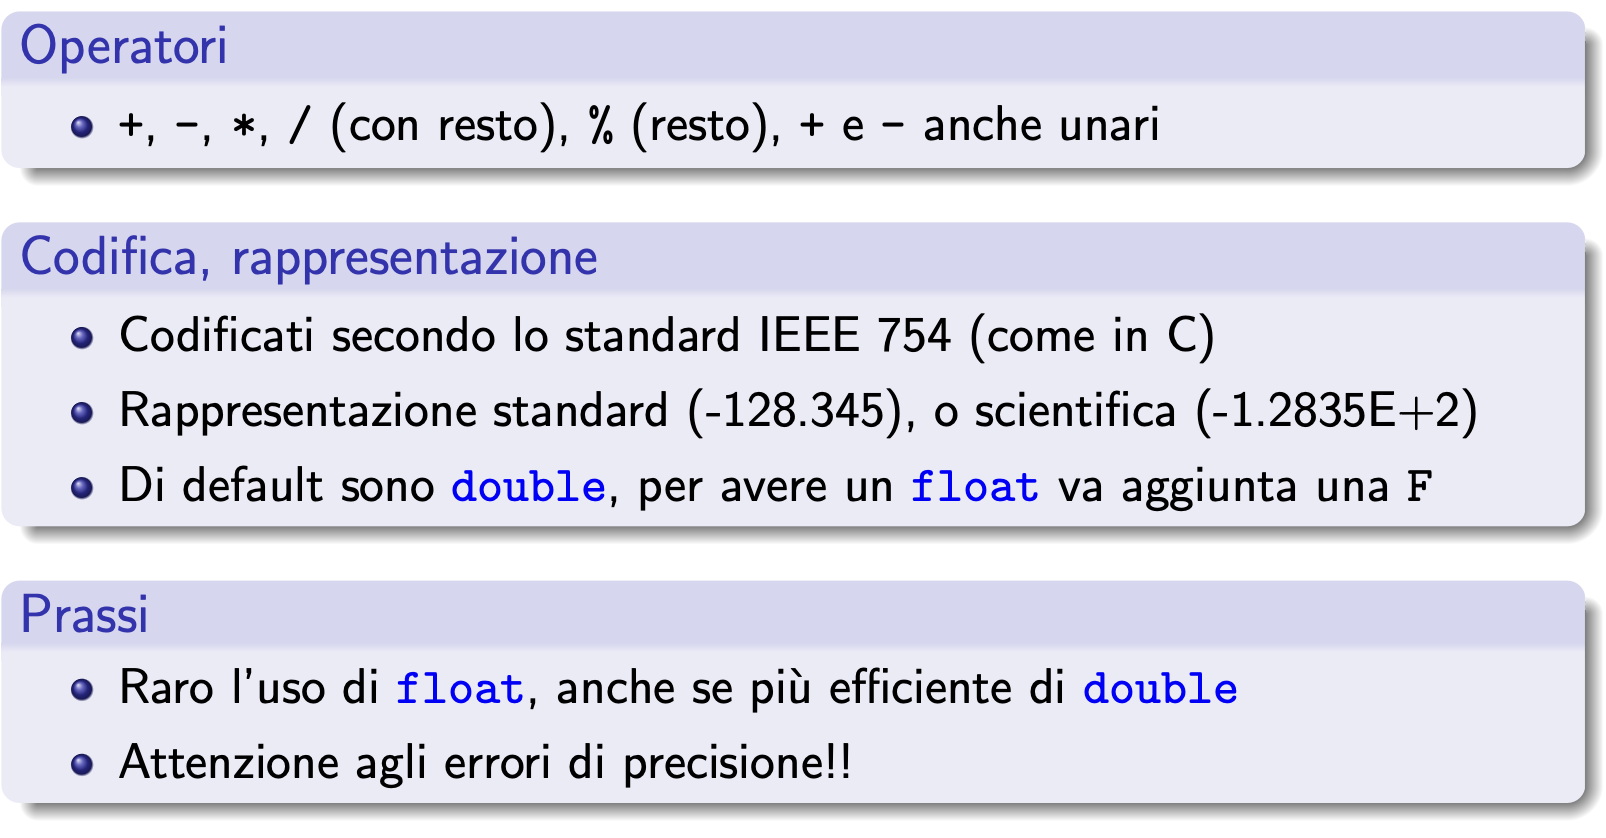 Operatori
+, -, *, / (con resto), % (resto), + e - anche unari
Codifica, rappresentazione
Codificati secondo lo standard IEEE 754 (come in C)
Rappresentazione standard (-128.345), o scientifica (-1.2835E+2)
Di default sono double, per avere un float va aggiunta una F
Prassi
Raro l'uso di float, anche se più efficiente di double
Attenzione agli errori di precisione!!